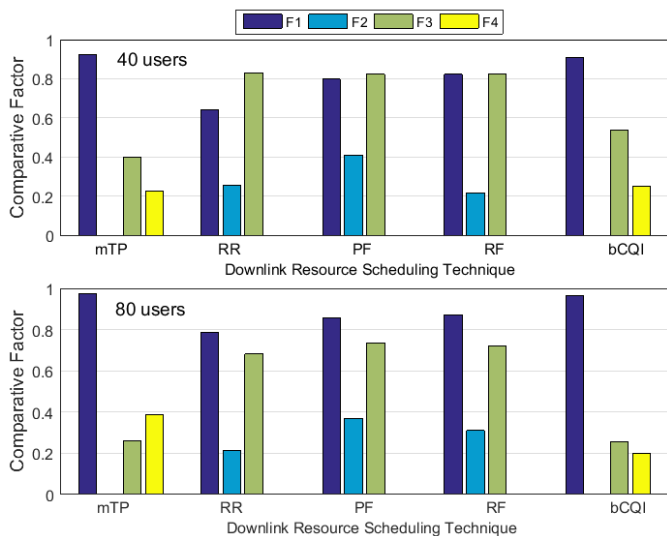 F1 F2 F3 F4
1
40 users
0.8
0.6
0.4
0.2
0
Comparative Factor
mTP RR PF RF bCQI
Downlink Resource Scheduling Technique
1
80 users
0.8
0.6
0.4
0.2
0
Comparative Factor
mTP RR PF RF bCQI
Downlink Resource Scheduling Technique